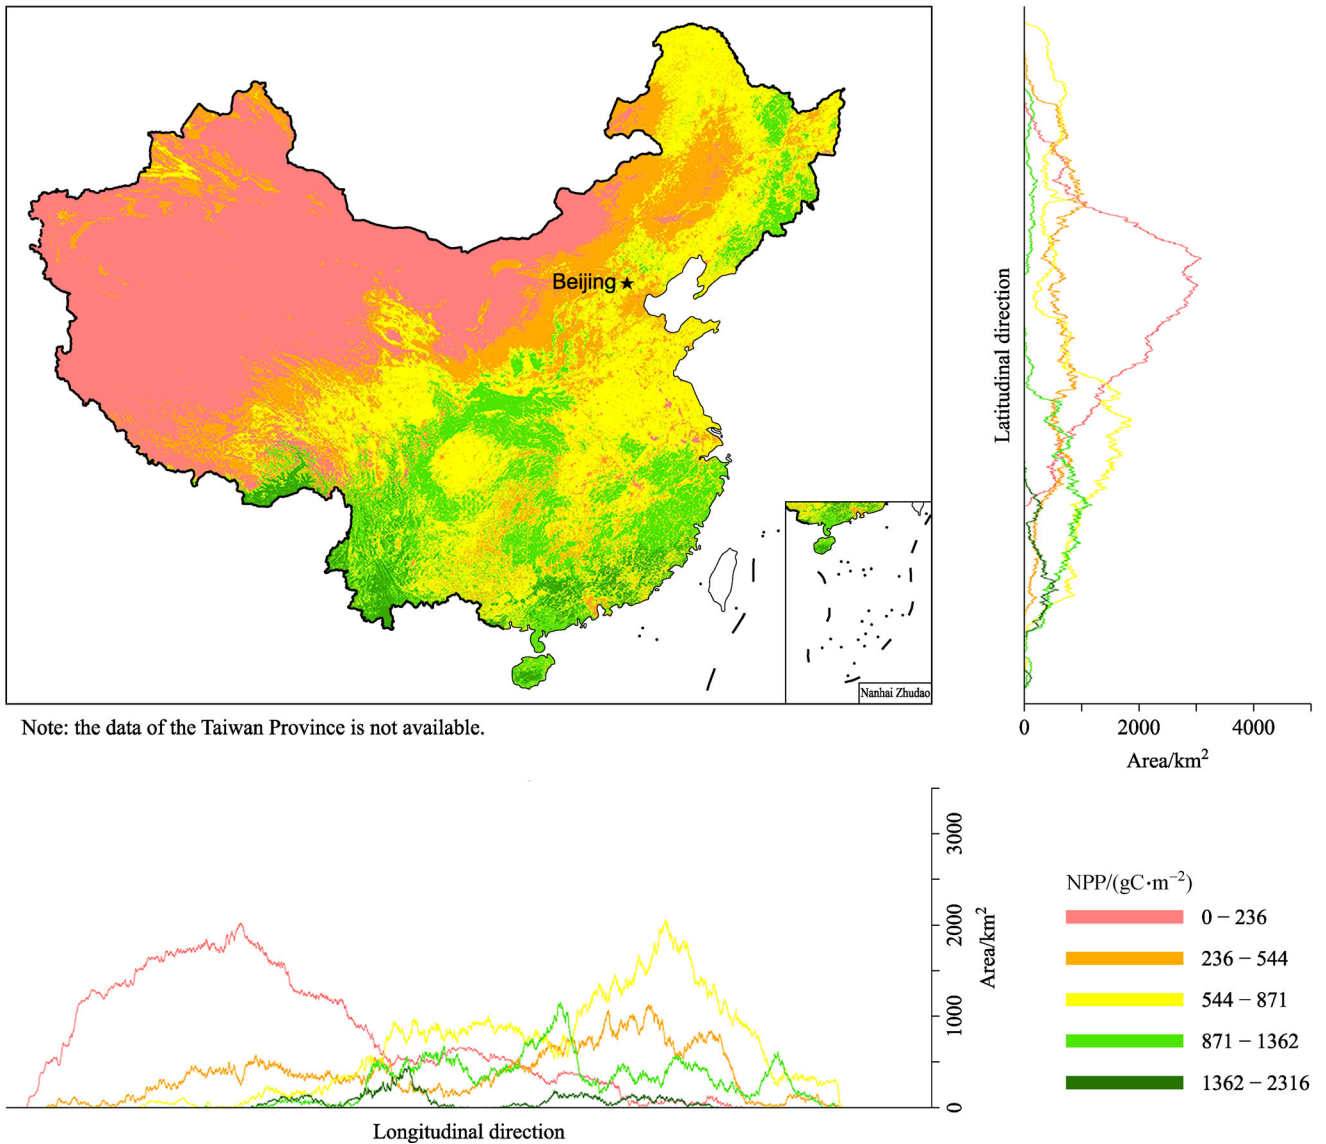 Beijing
Nanhai Zhudao
Note: the data of the Taiwan Province is not available.
Latitudinal direction
0 2000 4000
Area/km²
3000
2000
1000
0
Area/km²
Longitudinal direction
NPP/(gC·m⁻²)
0－236
236－544
544－871
871－1362
1362－2316